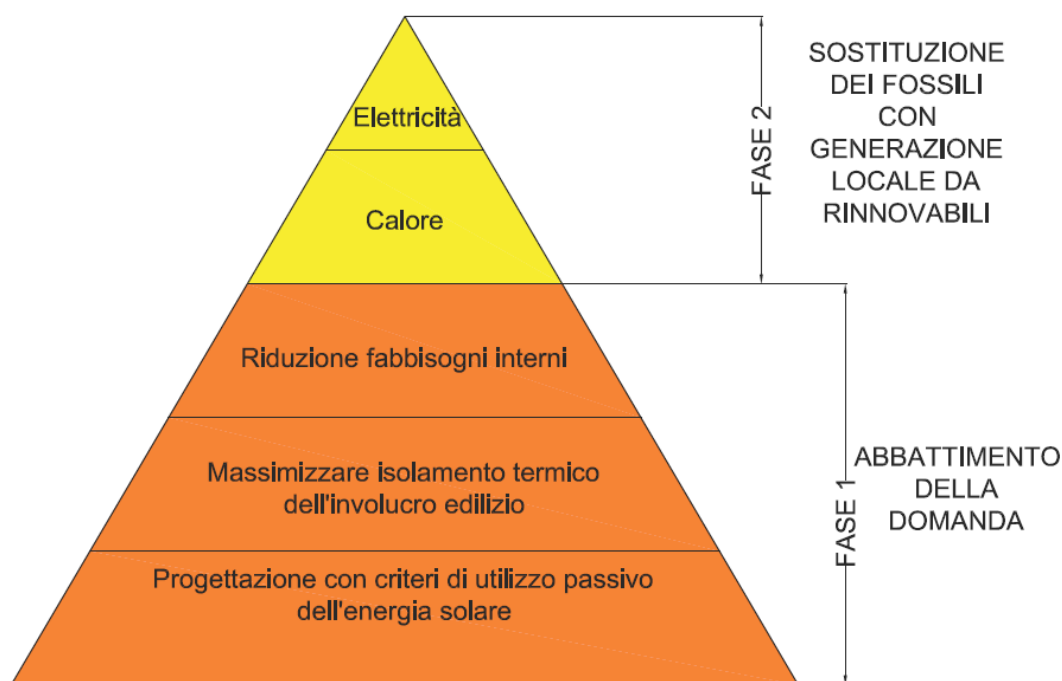 Elettricità
Calore
Riduzione fabbisogni interni
Massimizzare isolamento termico
dell'involucro edilizio
Progettazione con criteri di utilizzo passivo
dell'energia solare
FASE 2
SOSTITUZIONE
DEI FOSSILI
CON
GENERAZIONE
LOCALE DA
RINNOVABILI
FASE 1
ABBATTIMENTO
DELLA
DOMANDA